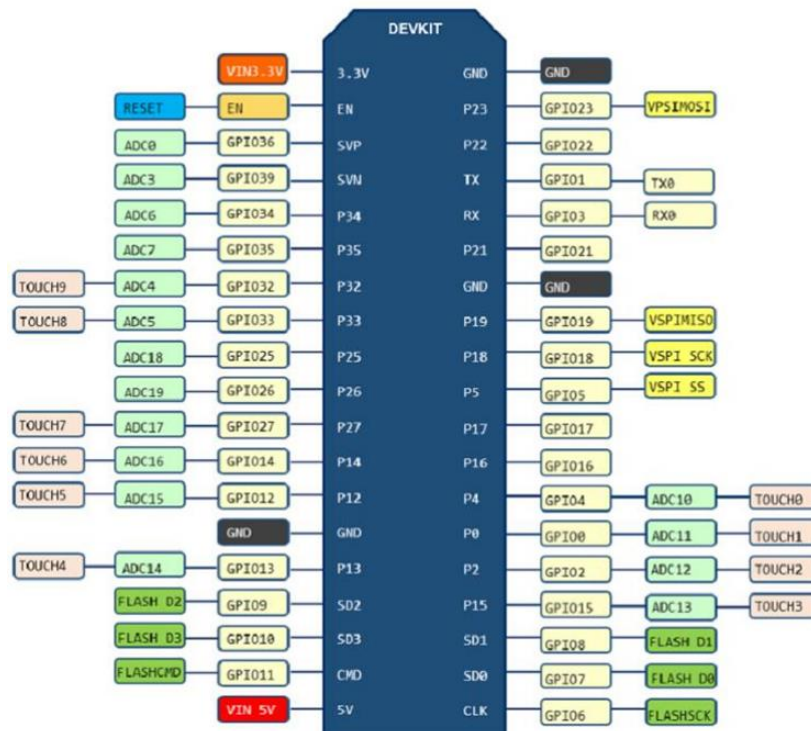 DEVKIT
VIN3.3V 3.3V GND GND
RESET EN EN P23 GPIO23 VPSIMOSI
ADC0 GPIO36 SVP P22 GPIO22
ADC3 GPIO39 SVN TX GPIO1 TX0
ADC6 GPIO34 P34 RX GPIO3 RX0
ADC7 GPIO35 P35 P21 GPIO21
TOUCH9 ADC4 GPIO32 P32 GND GND
TOUCH8 ADC5 GPIO33 P33 P19 GPIO19 VSPIMISO
ADC18 GPIO25 P25 P18 GPIO18 VSPI SCK
ADC19 GPIO26 P26 P5 GPIO5 VSPI SS
TOUCH7 ADC17 GPIO27 P27 P17 GPIO17
TOUCH6 ADC16 GPIO14 P14 P16 GPIO16
TOUCH5 ADC15 GPIO12 P12 P4 GPIO4 ADC10 TOUCH0
GND GND P0 GPIO0 ADC11 TOUCH1
TOUCH4 ADC14 GPIO13 P13 P2 GPIO2 ADC12 TOUCH2
FLASH D2 GPIO9 SD2 P15 GPIO15 ADC13 TOUCH3
FLASH D3 GPIO10 SD3 SD1 GPIO8 FLASH D1
FLASHCMD GPIO11 CMD SD0 GPIO7 FLASH D0
VIN 5V 5V CLK GPIO6 FLASHSCK